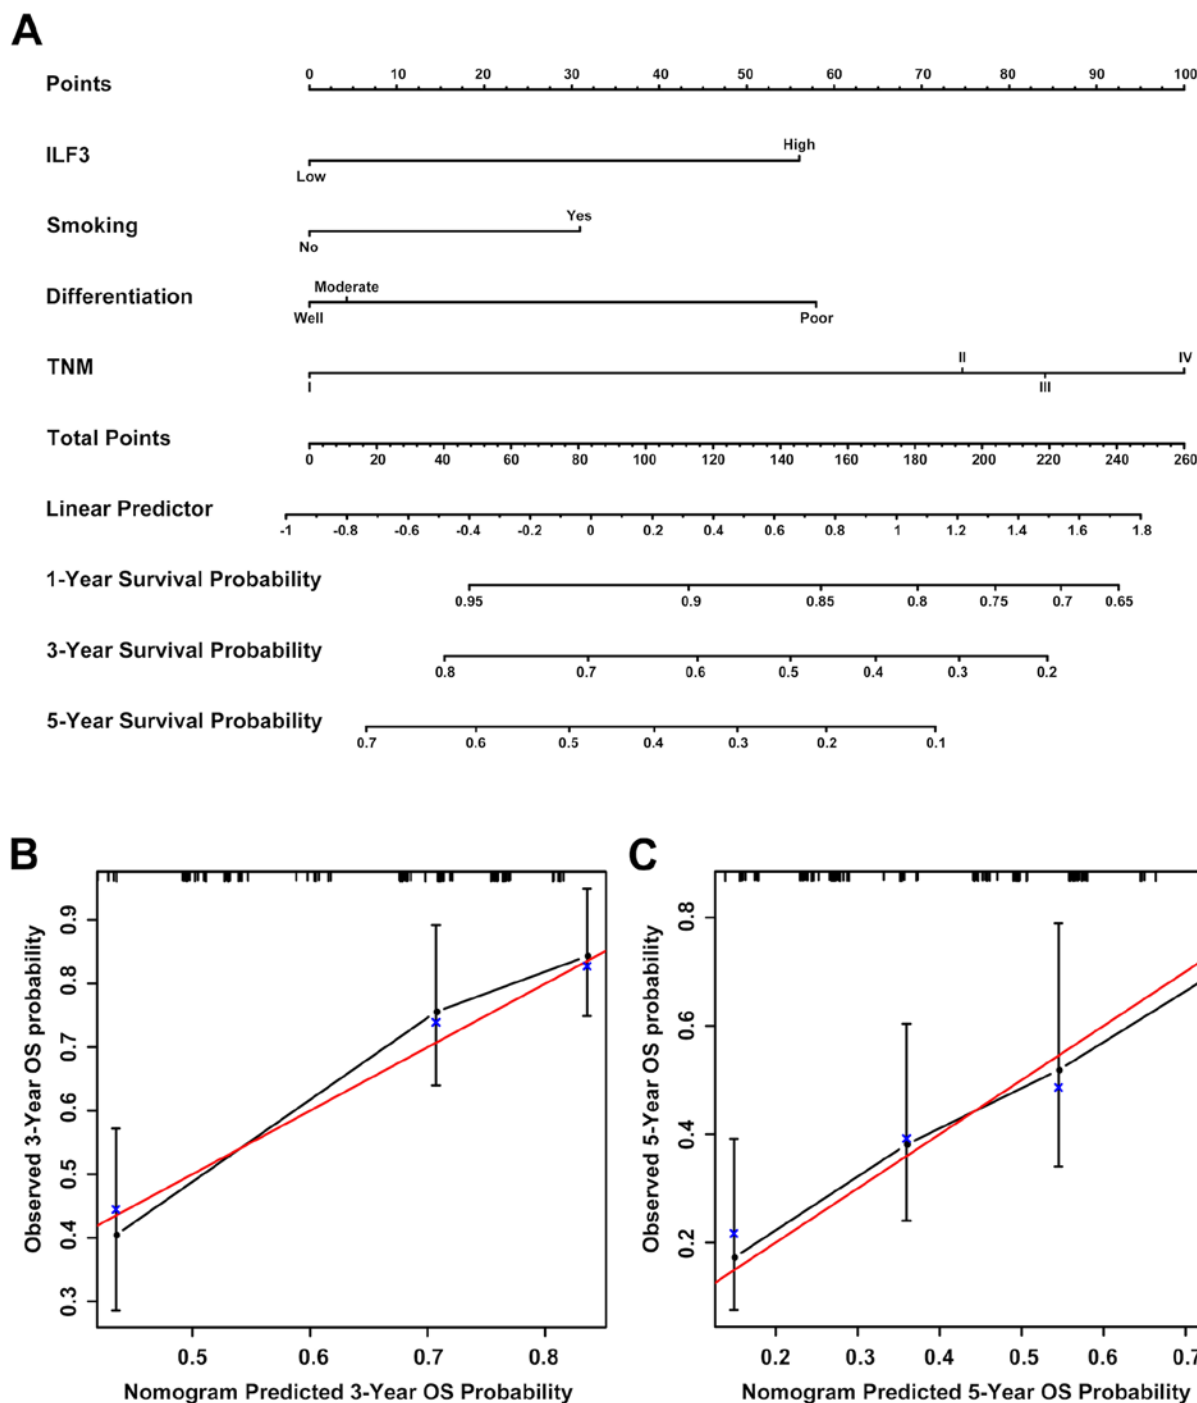 A
Points
0 10 20 30 40 50 60 70 80 90 100
ILF3
High
Low
Smoking
Yes
No
Differentiation
Moderate
Well
Poor
TNM
II
IV
I
III
Total Points
0 20 40 60 80 100 120 140 160 180 200 220 240 260
Linear Predictor
-1 -0.8 -0.6 -0.4 -0.2 0 0.2 0.4 0.6 0.8 1 1.2 1.4 1.6 1.8
1-Year Survival Probability
0.95 0.9 0.85 0.8 0.75 0.7 0.65
3-Year Survival Probability
0.8 0.7 0.6 0.5 0.4 0.3 0.2
5-Year Survival Probability
0.7 0.6 0.5 0.4 0.3 0.2 0.1
B
Observed 3-Year OS probability
0.9
0.8
0.7
0.6
0.5
0.4
0.3
0.5 0.6 0.7 0.8
Nomogram Predicted 3-Year OS Probability
C
Observed 5-Year OS probability
0.8
0.6
0.4
0.2
0.2 0.3 0.4 0.5 0.6 0.7
Nomogram Predicted 5-Year OS Probability